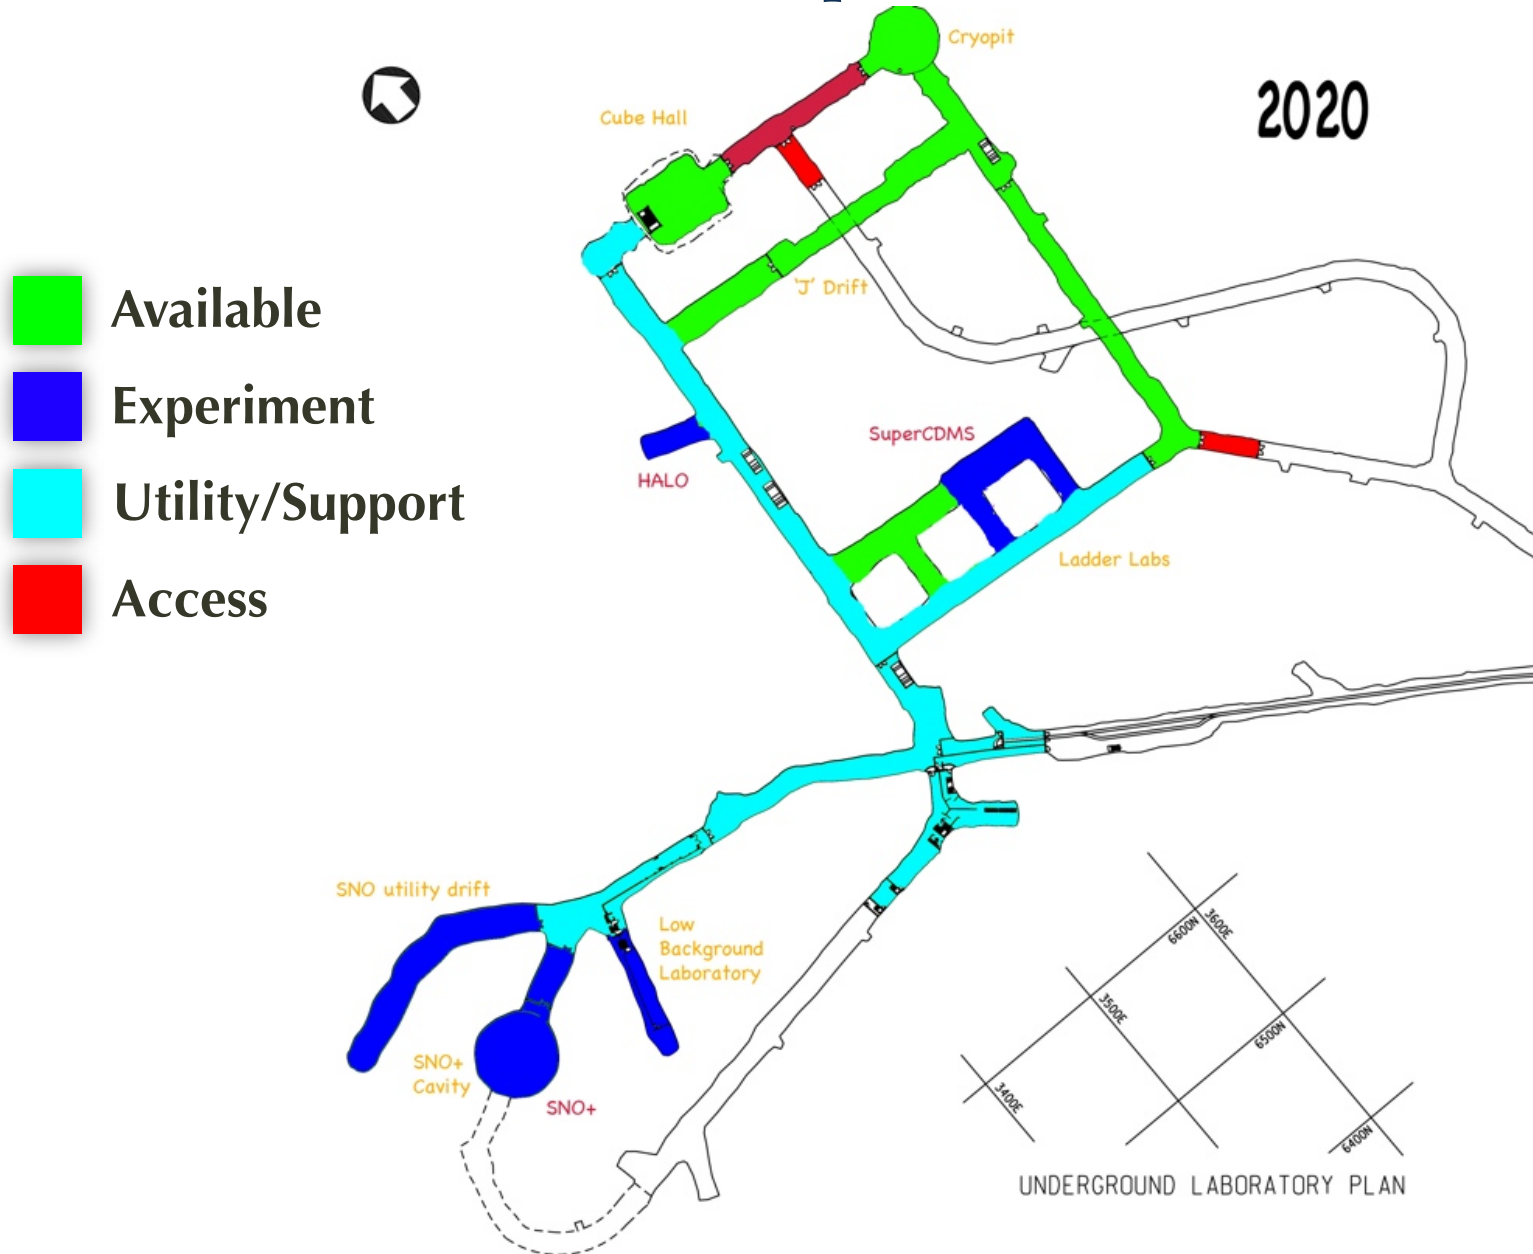 Cryopit
2020
Cube Hall
Available
'J' Drift
Experiment
SuperCDMS
HALO
Utility/Support
Ladder Labs
Access
SNO utility drift
Low
Background
Laboratory
SNO+
Cavity
SNO+
6600N
3600E
3500E
6500N
3400E
6400N
UNDERGROUND LABORATORY PLAN